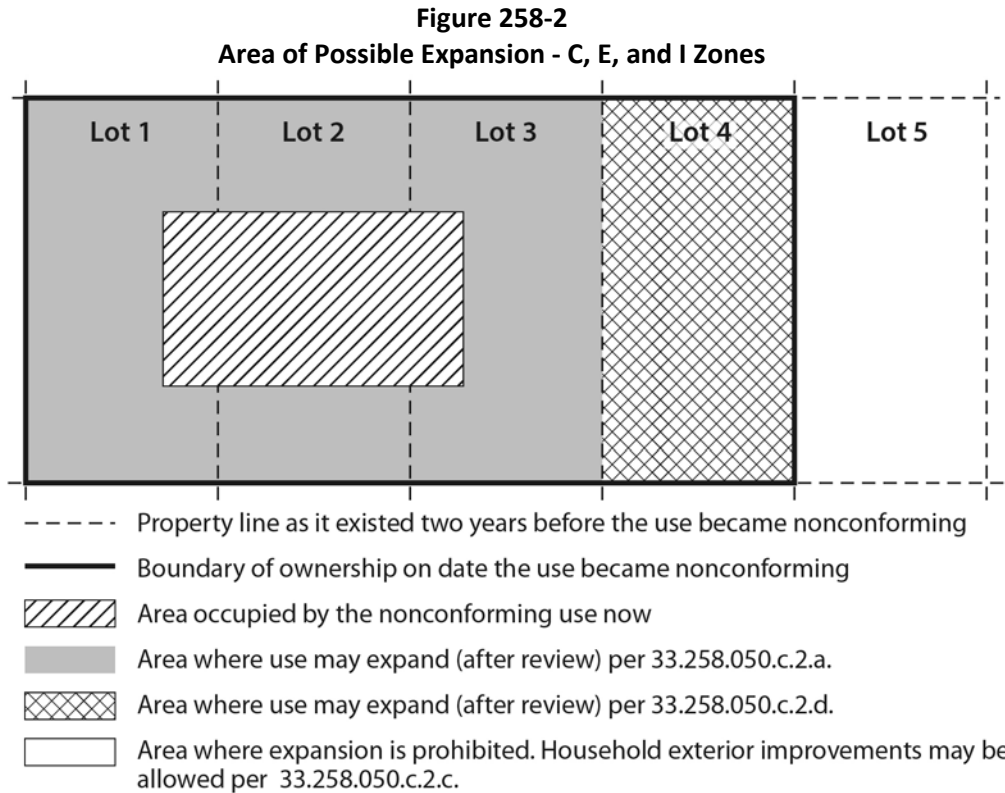 Figure 258-2
Area of Possible Expansion - C, E, and I Zones
Lot 1
Lot 2
Lot 3
Lot 4
Lot 5
Property line as it existed two years before the use became nonconforming
Boundary of ownership on date the use became nonconforming
Area occupied by the nonconforming use now
Area where use may expand (after review) per 33.258.050.c.2.a.
Area where use may expand (after review) per 33.258.050.c.2.d.
Area where expansion is prohibited. Household exterior improvements may be
allowed per 33.258.050.c.2.c.